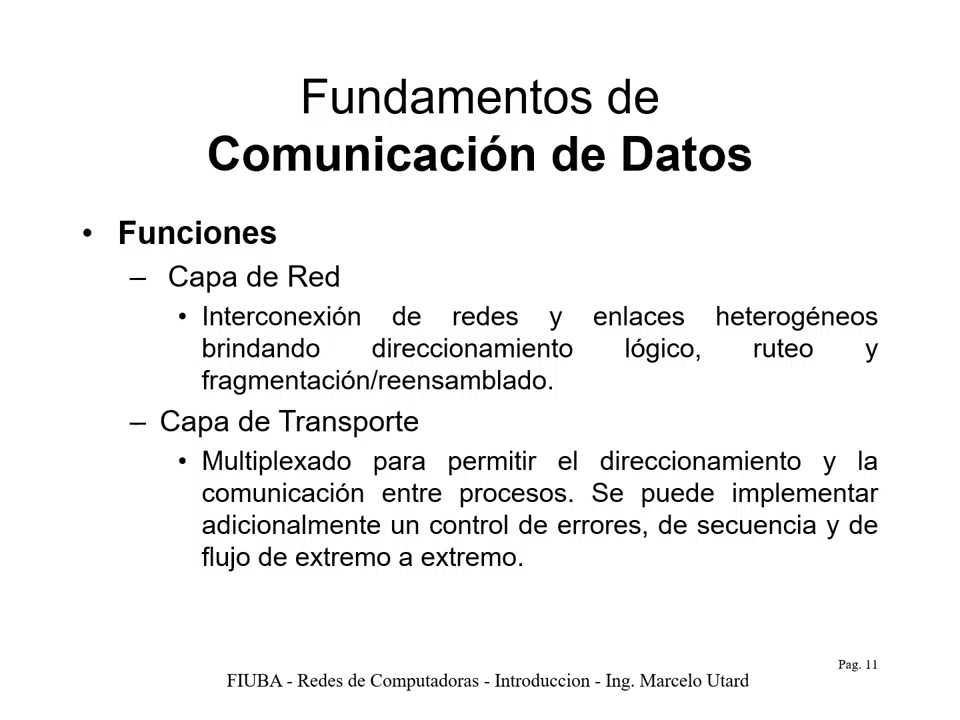 Fundamentos de
Comunicación de Datos
• Funciones
– Capa de Red
• Interconexión de redes y enlaces heterogéneos
brindando direccionamiento lógico, ruteo y
fragmentación/reensamblado.
– Capa de Transporte
• Multiplexado para permitir el direccionamiento y la
comunicación entre procesos. Se puede implementar
adicionalmente un control de errores, de secuencia y de
flujo de extremo a extremo.
Pag. 11
FIUBA - Redes de Computadoras - Introduccion - Ing. Marcelo Utard